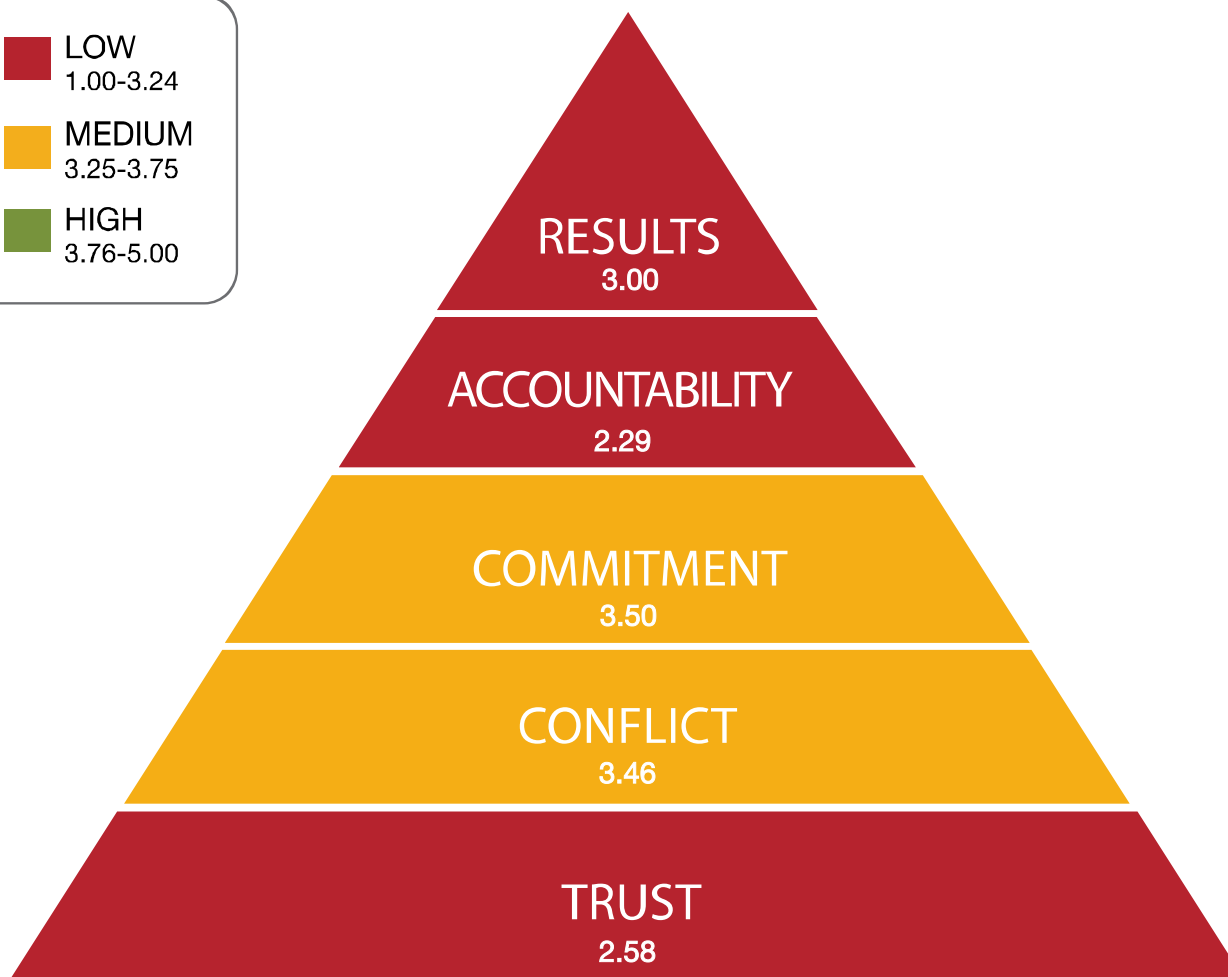 LOW
1.00-3.24
MEDIUM
3.25-3.75
HIGH
3.76-5.00
RESULTS
3.00
ACCOUNTABILITY
2.29
COMMITMENT
3.50
CONFLICT
3.46
TRUST
2.58